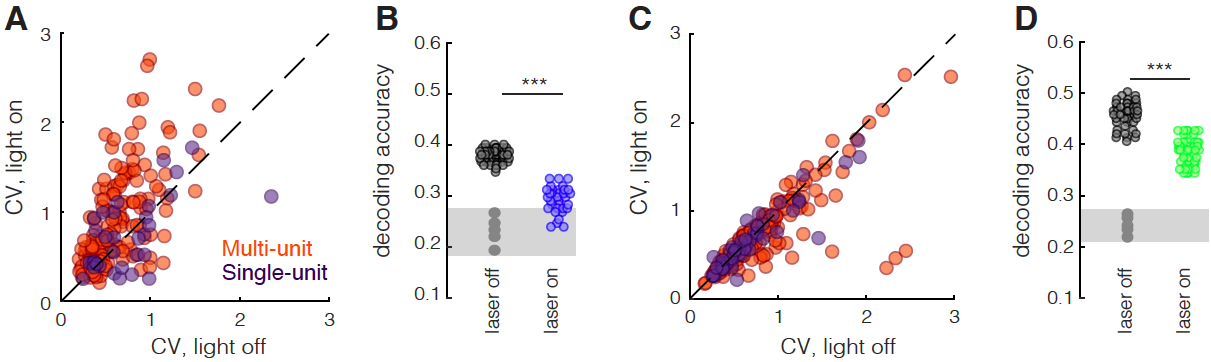 A
3
2
1
0
0
1
2
3
CV, light on
CV, light off
Multi-unit
Single-unit
B
0.6
0.5
0.4
0.3
0.2
0.1
decoding accuracy
***
laser off
laser on
C
3
2
1
0
0
1
2
3
CV, light on
CV, light off
D
0.6
0.5
0.4
0.3
0.2
0.1
decoding accuracy
***
laser off
laser on